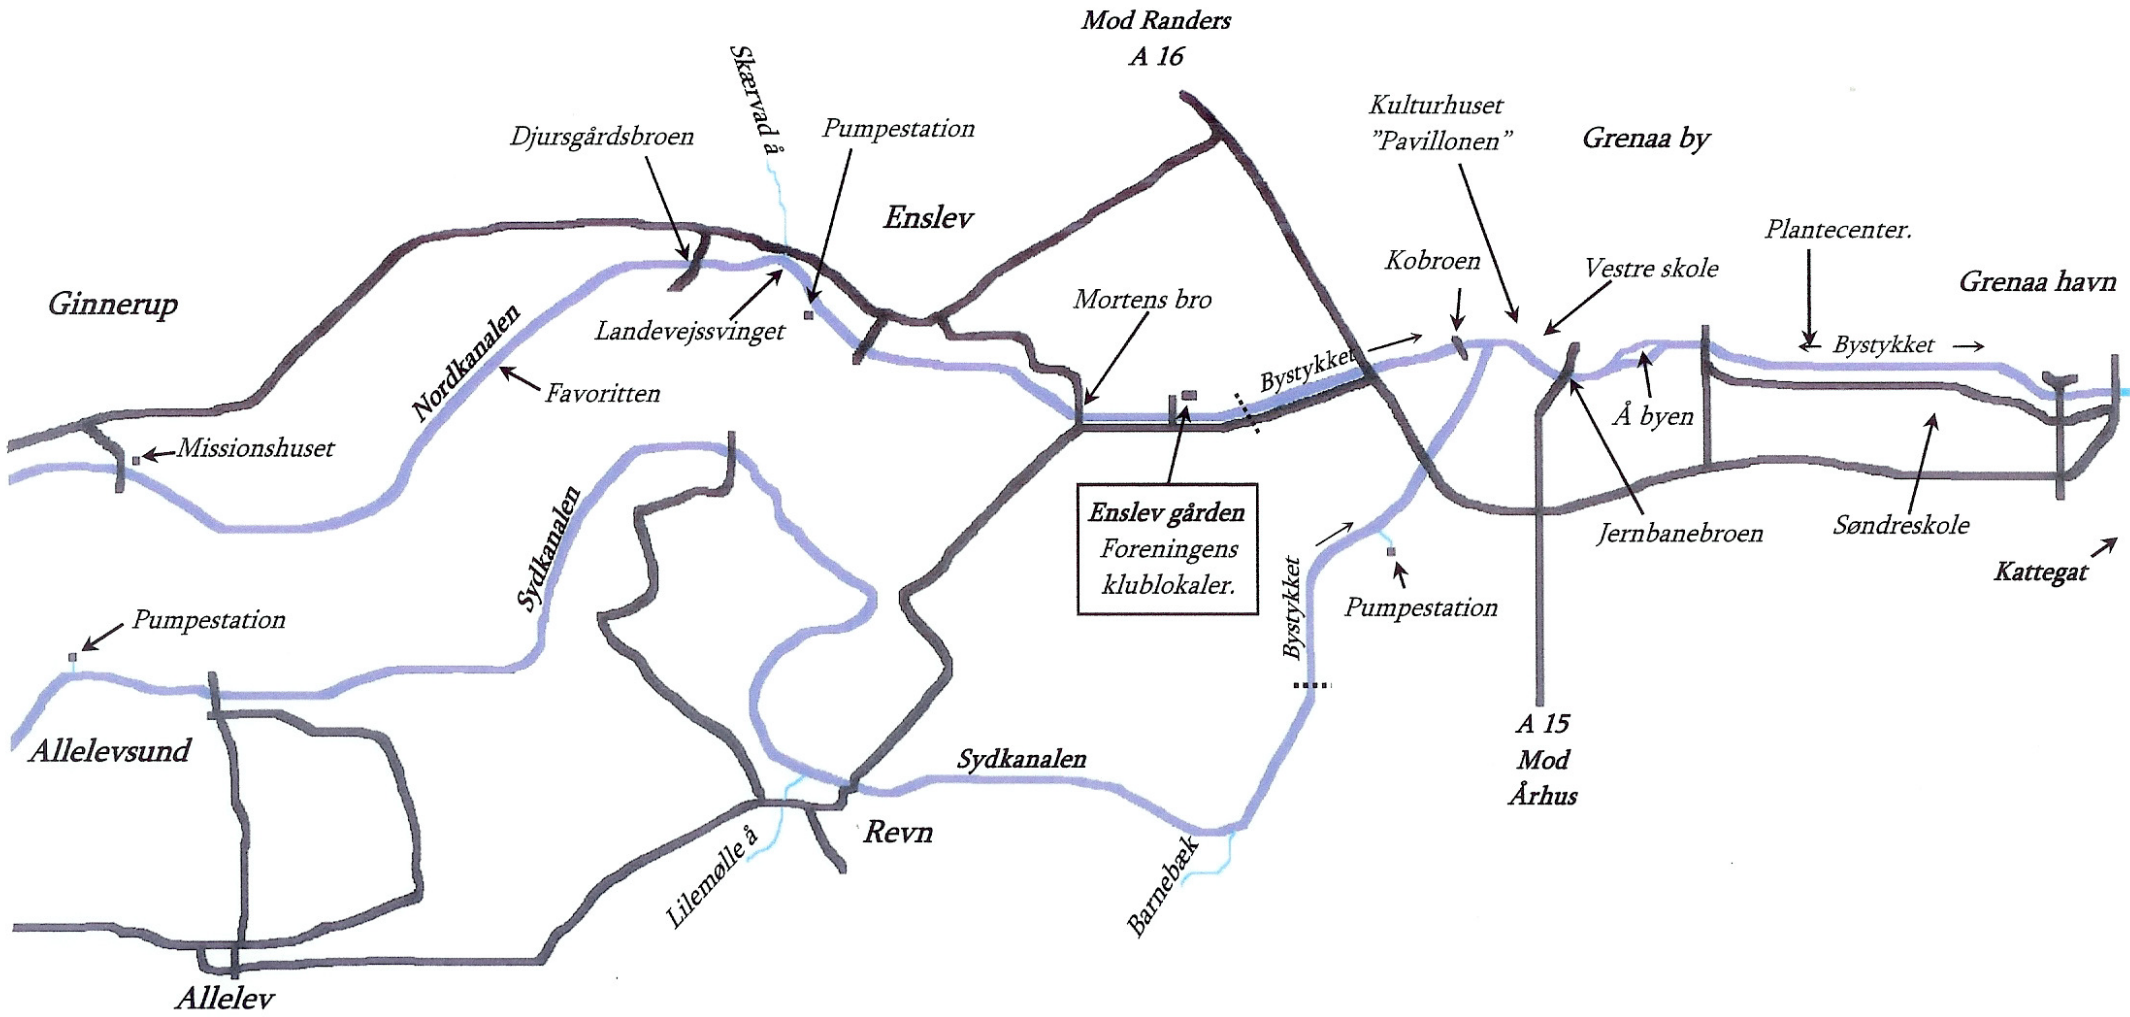 Mod Randers
A 16
Skærvad å
Djursgårdsbroen
Pumpestation
Kulturhuset
"Pavillonen"
Grenaa by
Enslev
Plantecenter.
Kobroen
Vestre skole
Grenaa havn
Ginnerup
Mortens bro
Landevejssvinget
Nordkanalen
Favoritten
Bystykket
Bystykket
Å byen
Missionshuset
Enslev gården
Foreningens
klublokaler.
Jernbanebroen
Søndreskole
Kattegat
Sydkanalen
Pumpestation
Bystykket
Pumpestation
Allelevsund
A 15
Mod
Århus
Sydkanalen
Revn
Lilemølle å
Barnebæk
Allelev